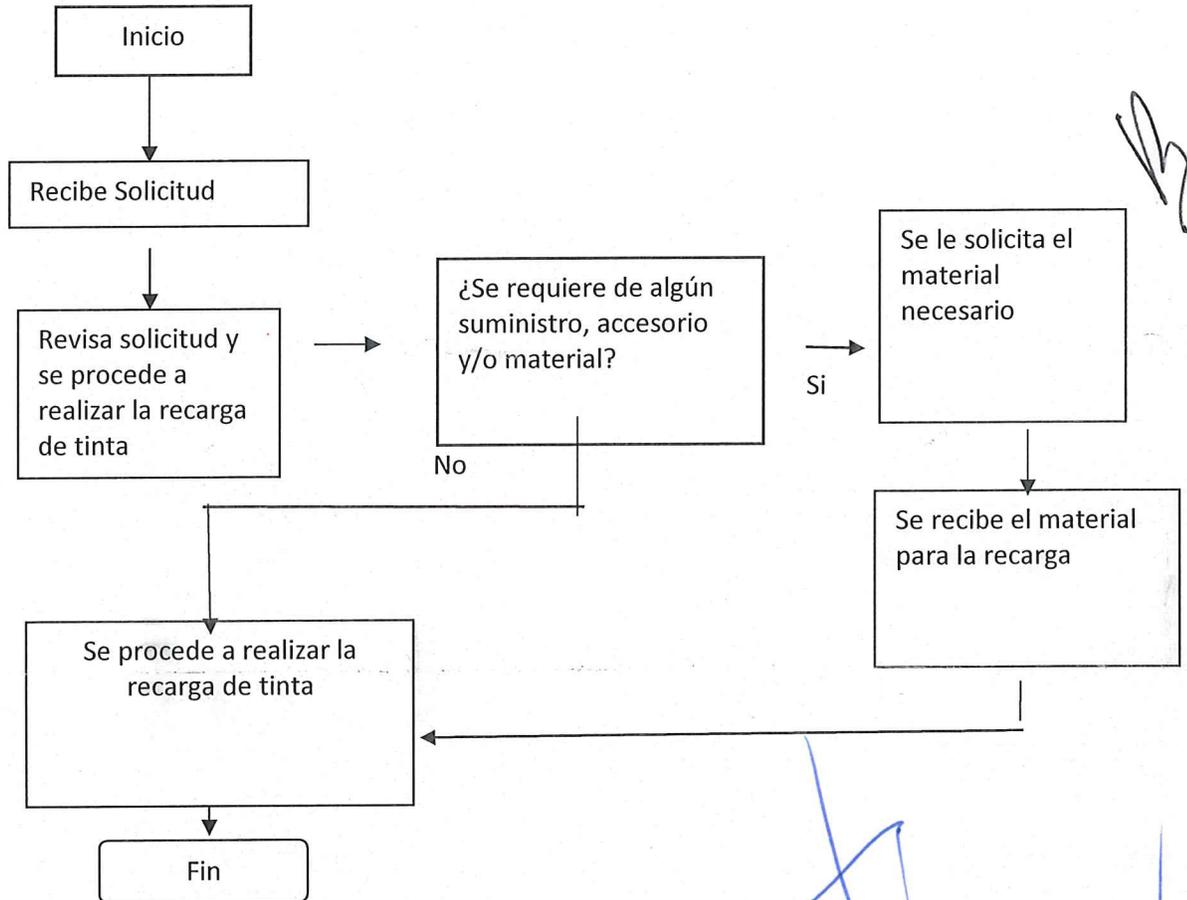 Inicio
Recibe Solicitud
Revisa solicitud y
se procede a
realizar la recarga
de tinta
¿Se requiere de algún
suministro, accesorio
y/o material?
Si
No
Se le solicita el
material
necesario
Se recibe el material
para la recarga
Se procede a realizar la
recarga de tinta
Fin